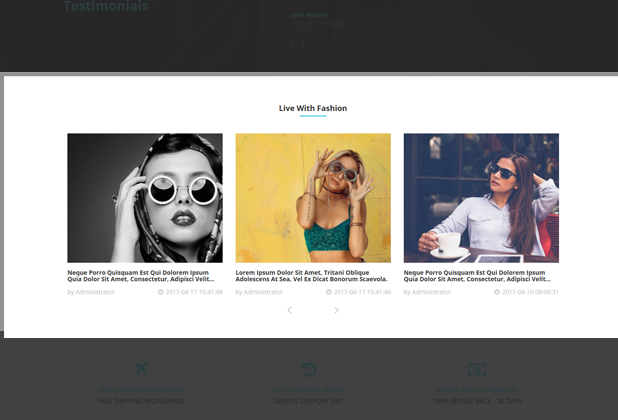 Testimonials
Live With Fashion
Neque Porro Quisquam Est Qui Dolorem Ipsum
Quia Dolor Sit Amet, Consectetur, Adipisci Velit...
by Administrator 2017-04-17 10:41:48
Lorem Ipsum Dolor Sit Amet, Tritani Oblique
Adolescens At Sea, Vel Ex Dicat Bonorum Scaevola.
by Administrator 2017-04-17 10:41:40
Neque Porro Quisquam Est Qui Dolorem Ipsum
Quia Dolor Sit Amet, Consectetur, Adipisci Velit...
by Administrator 2017-04-10 08:06:31
FREE SHIPPING WORLDWIDE
SERVICE SUPPORT 24/7
100% MONEY BACK - 30 DAYS